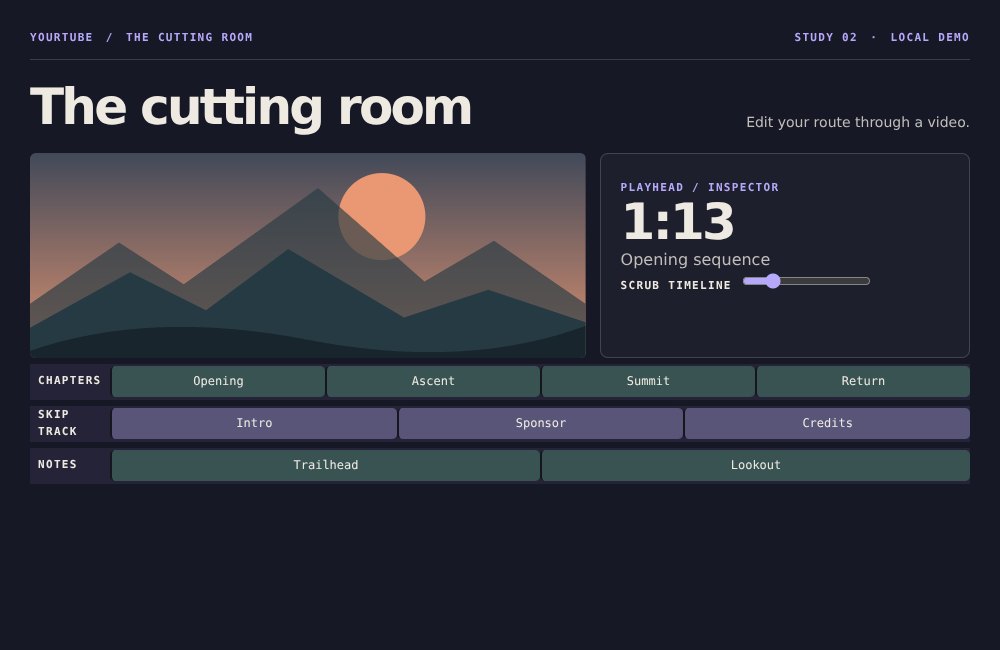 YOURTUBE / THE CUTTING ROOM
STUDY 02 · LOCAL DEMO
The cutting room
Edit your route through a video.
PLAYHEAD / INSPECTOR
1:13
Opening sequence
SCRUB TIMELINE
CHAPTERS Opening Ascent Summit Return
SKIP TRACK Intro Sponsor Credits
NOTES Trailhead Lookout